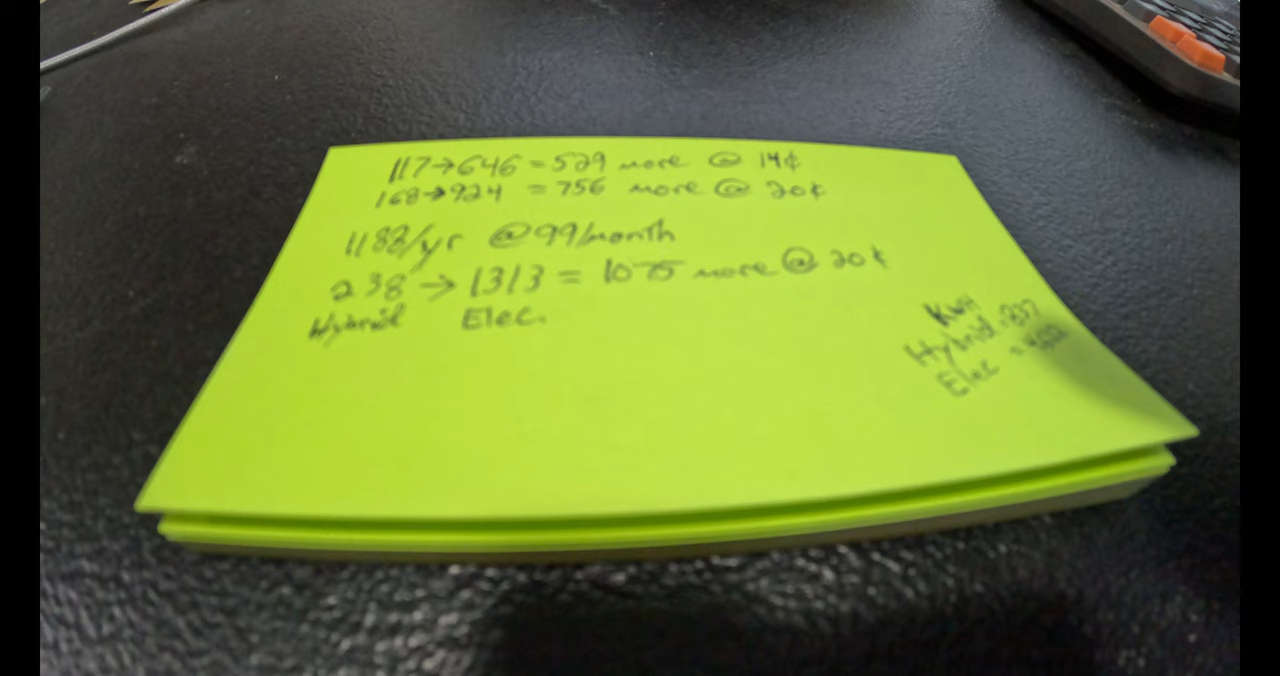 117→646 = 529 more @ 14¢
168→924 = 756 more @ 20¢
1188/yr @ 99/month
238 → 1313 = 1075 more @ 20¢
Hybrid Elec.
KWH
Hybrid
Elec =